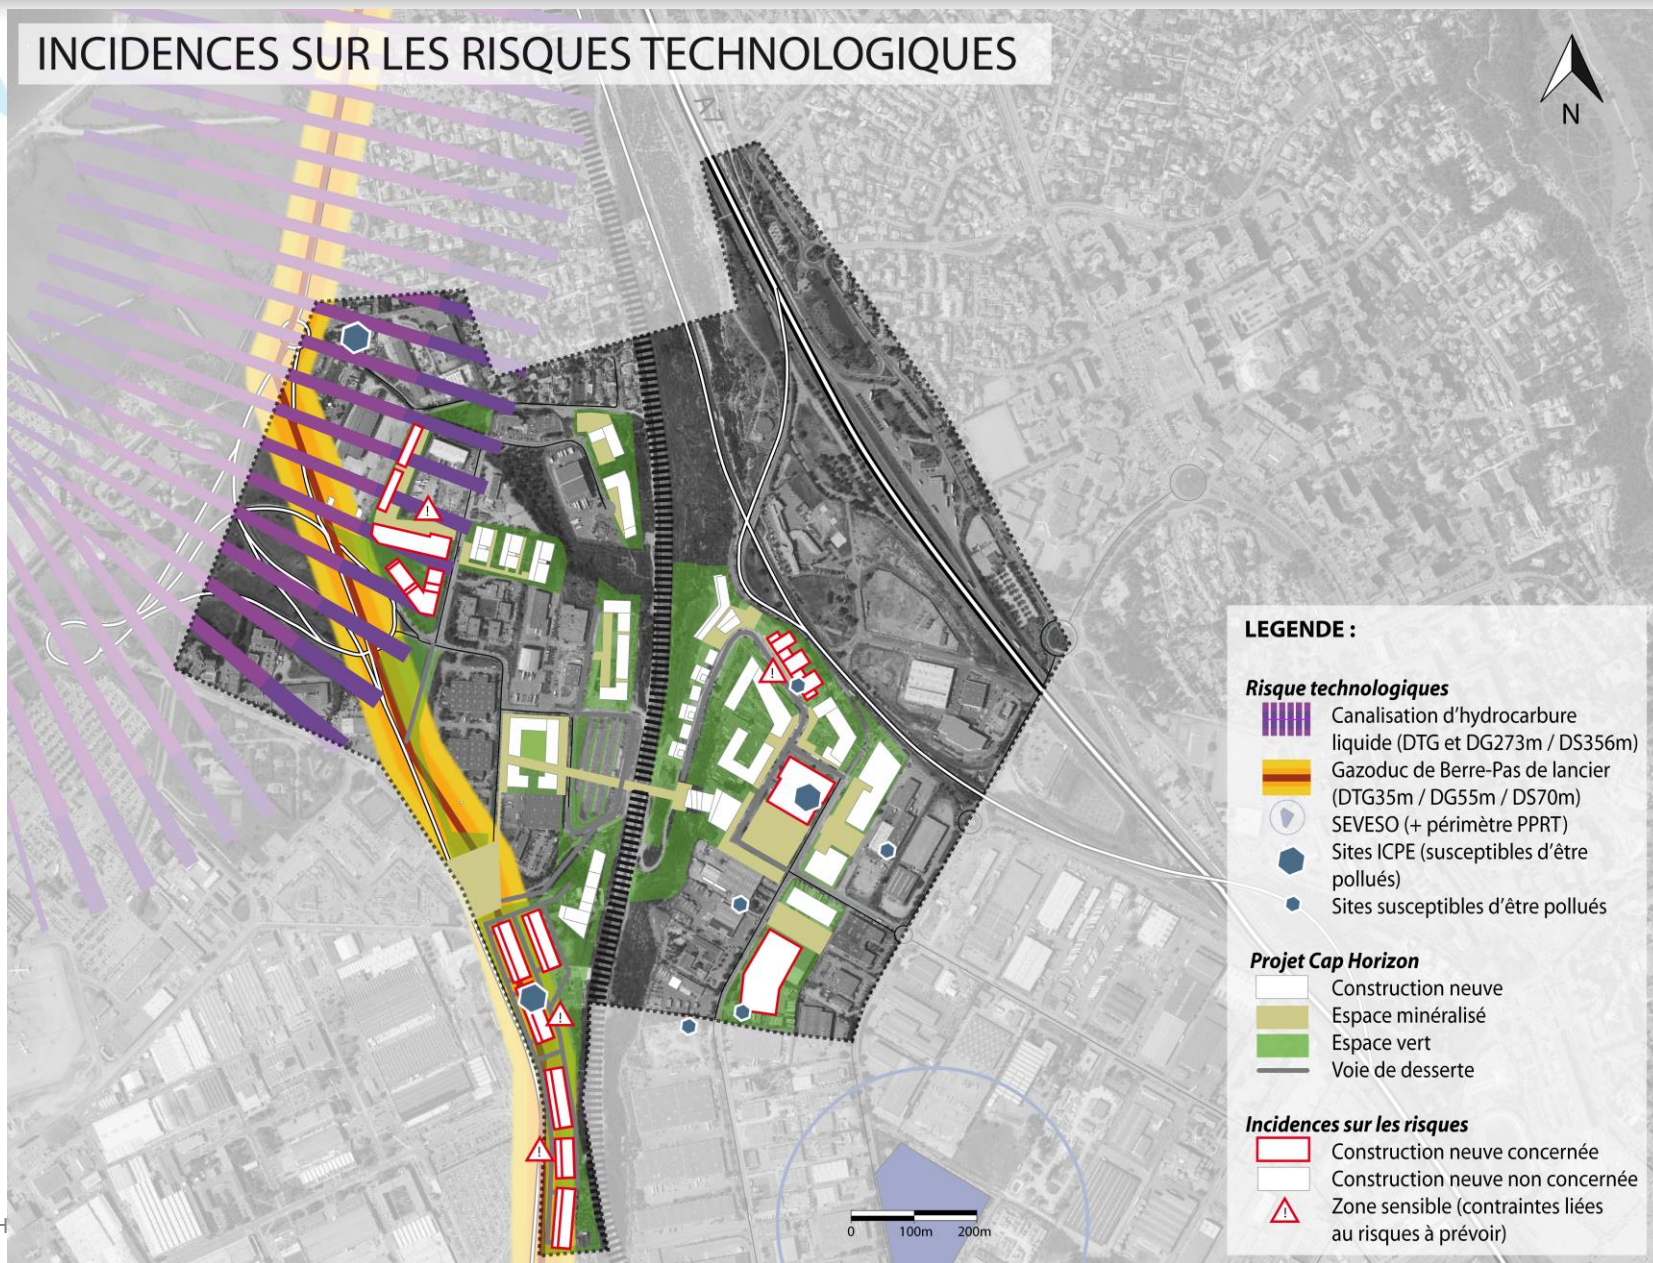 INCIDENCES SUR LES RISQUES TECHNOLOGIQUES
N
A7
LEGENDE :
Risque technologiques
Canalisation d'hydrocarbure
liquide (DTG et DG273m / DS356m)
Gazoduc de Berre-Pas de lancier
(DTG35m / DG55m / DS70m)
SEVESO (+ périmètre PPRT)
Sites ICPE (susceptibles d'être
pollués)
Sites susceptibles d'être pollués
Projet Cap Horizon
Construction neuve
Espace minéralisé
Espace vert
Voie de desserte
Incidences sur les risques
Construction neuve concernée
Construction neuve non concernée
Zone sensible (contraintes liées
au risques à prévoir)
0 100m 200m